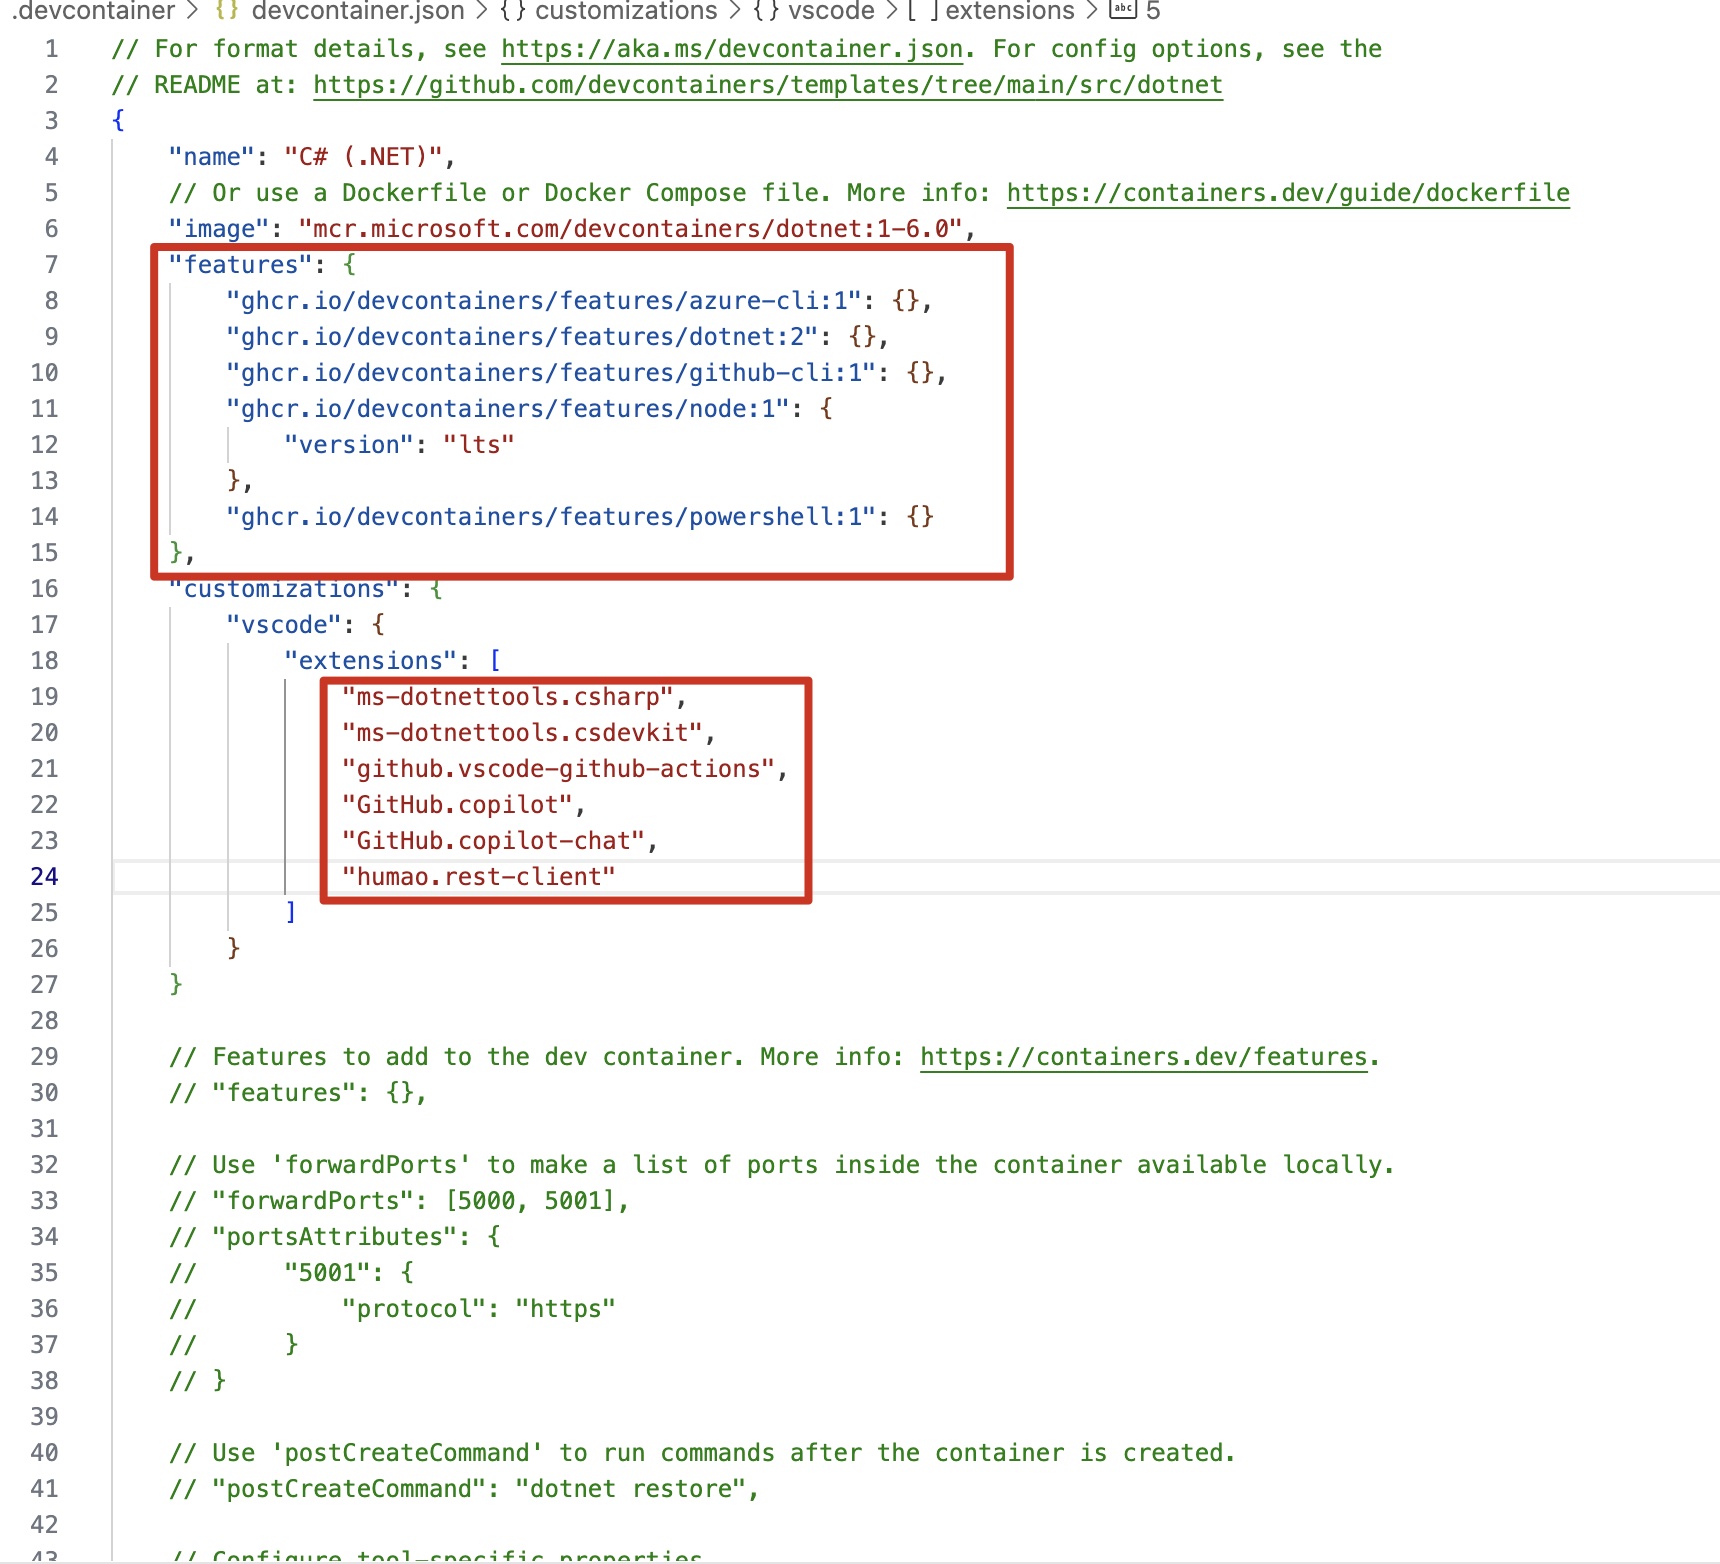 .devcontainer > {} devcontainer.json > {} customizations > {} vscode > [ ] extensions > abc 5
1 // For format details, see https://aka.ms/devcontainer.json. For config options, see the
2 // README at: https://github.com/devcontainers/templates/tree/main/src/dotnet
3 {
4     "name": "C# (.NET)",
5     // Or use a Dockerfile or Docker Compose file. More info: https://containers.dev/guide/dockerfile
6     "image": "mcr.microsoft.com/devcontainers/dotnet:1-6.0",
7     "features": {
8         "ghcr.io/devcontainers/features/azure-cli:1": {},
9         "ghcr.io/devcontainers/features/dotnet:2": {},
10         "ghcr.io/devcontainers/features/github-cli:1": {},
11         "ghcr.io/devcontainers/features/node:1": {
12             "version": "lts"
13         },
14         "ghcr.io/devcontainers/features/powershell:1": {}
15     },
16     "customizations": {
17         "vscode": {
18             "extensions": [
19                 "ms-dotnettools.csharp",
20                 "ms-dotnettools.csdevkit",
21                 "github.vscode-github-actions",
22                 "GitHub.copilot",
23                 "GitHub.copilot-chat",
24                 "humao.rest-client"
25             ]
26         }
27     }
28
29     // Features to add to the dev container. More info: https://containers.dev/features.
30     // "features": {},
31
32     // Use 'forwardPorts' to make a list of ports inside the container available locally.
33     // "forwardPorts": [5000, 5001],
34     // "portsAttributes": {
35     //      "5001": {
36     //          "protocol": "https"
37     //      }
38     // }
39
40     // Use 'postCreateCommand' to run commands after the container is created.
41     // "postCreateCommand": "dotnet restore",
42
43     // Configure tool-specific properties